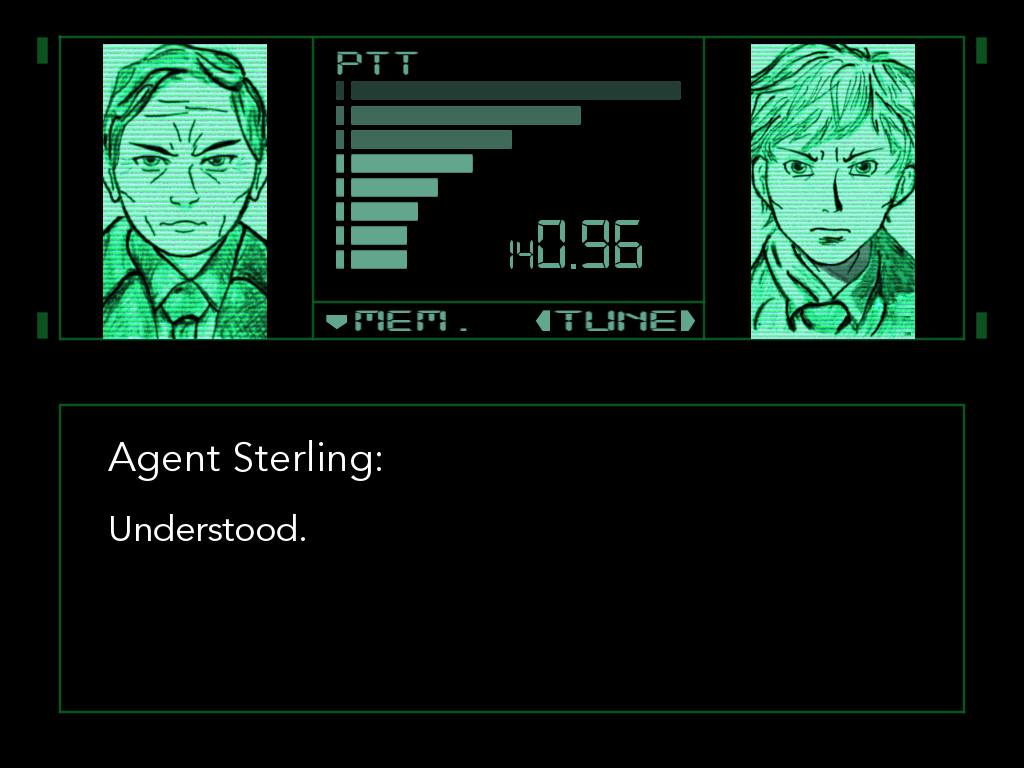 PTT
140.96
MEM.
TUNE
Agent Sterling:
Understood.